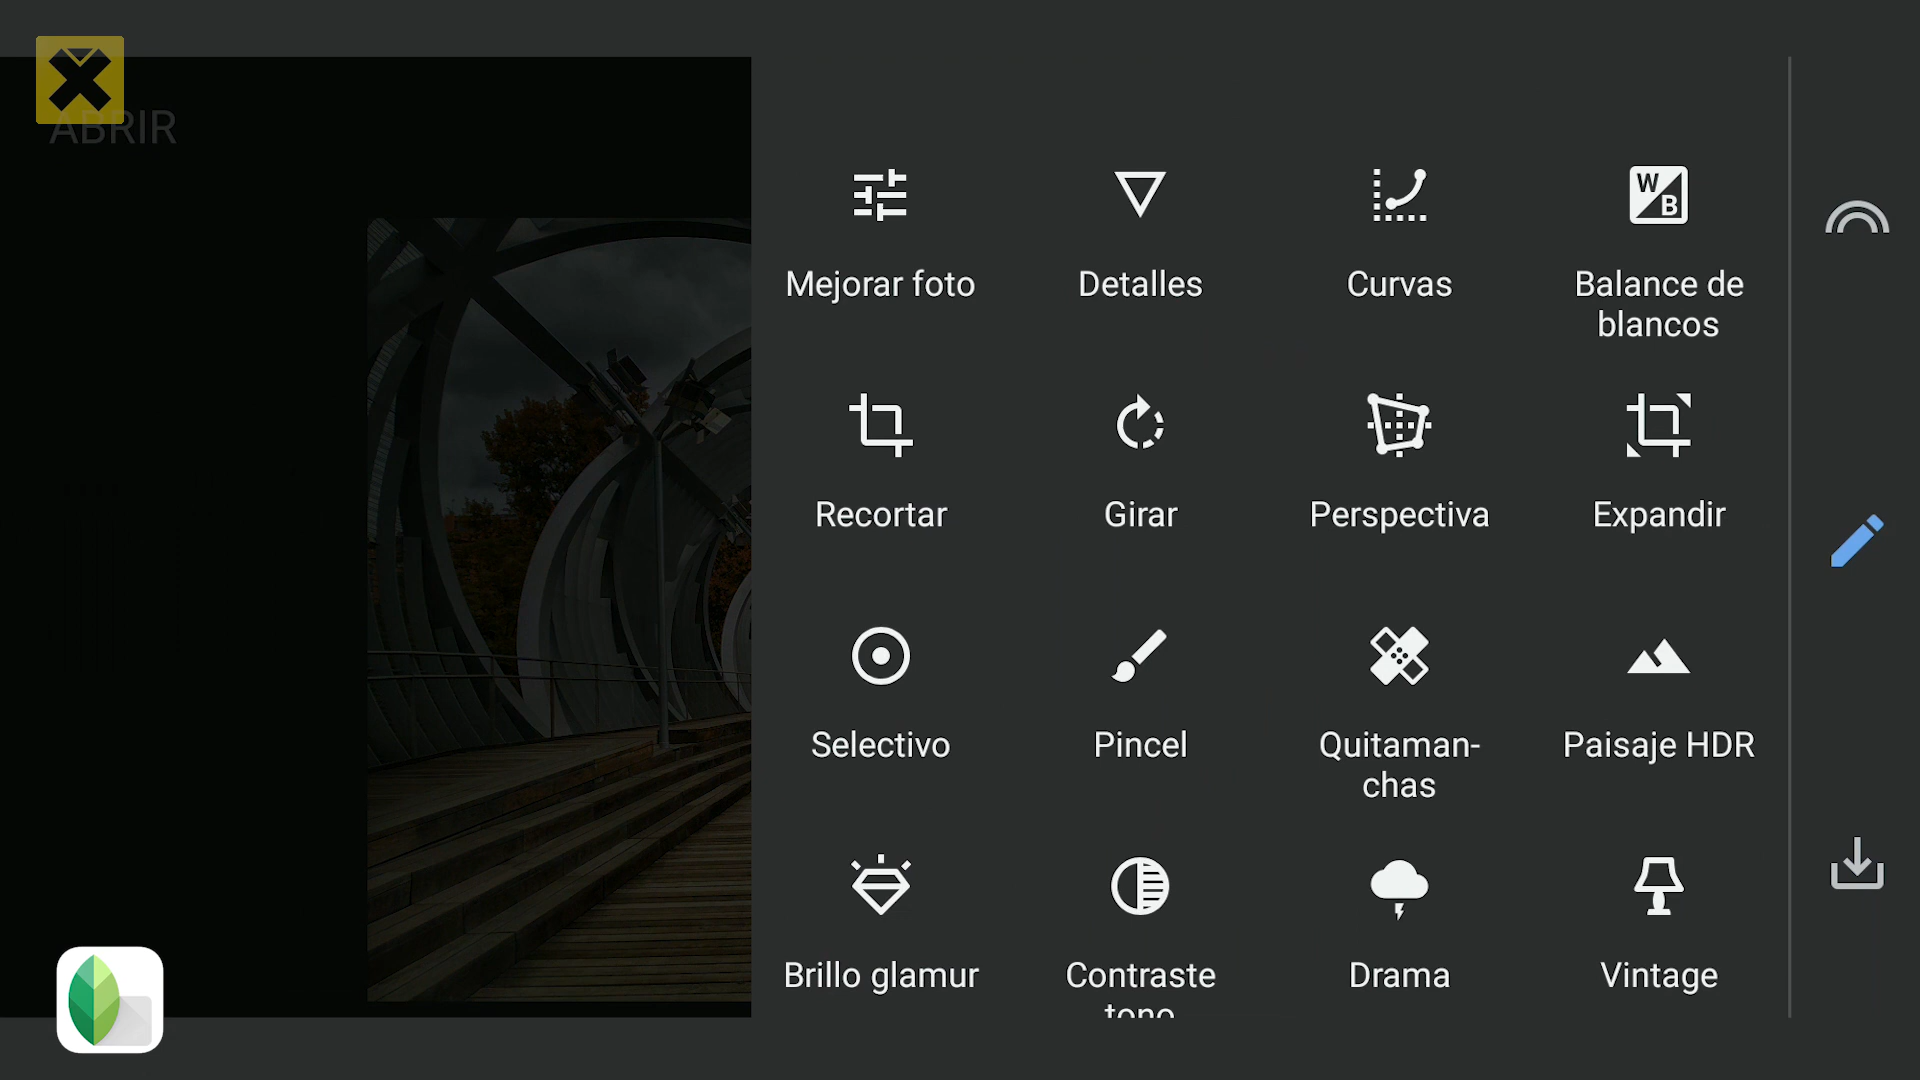 ABRIR
Mejorar foto
Detalles
Curvas
W
B
Balance de
blancos
Recortar
Girar
Perspectiva
Expandir
Selectivo
Pincel
Quitaman-
chas
Paisaje HDR
Brillo glamur
Contraste
tono
Drama
Vintage